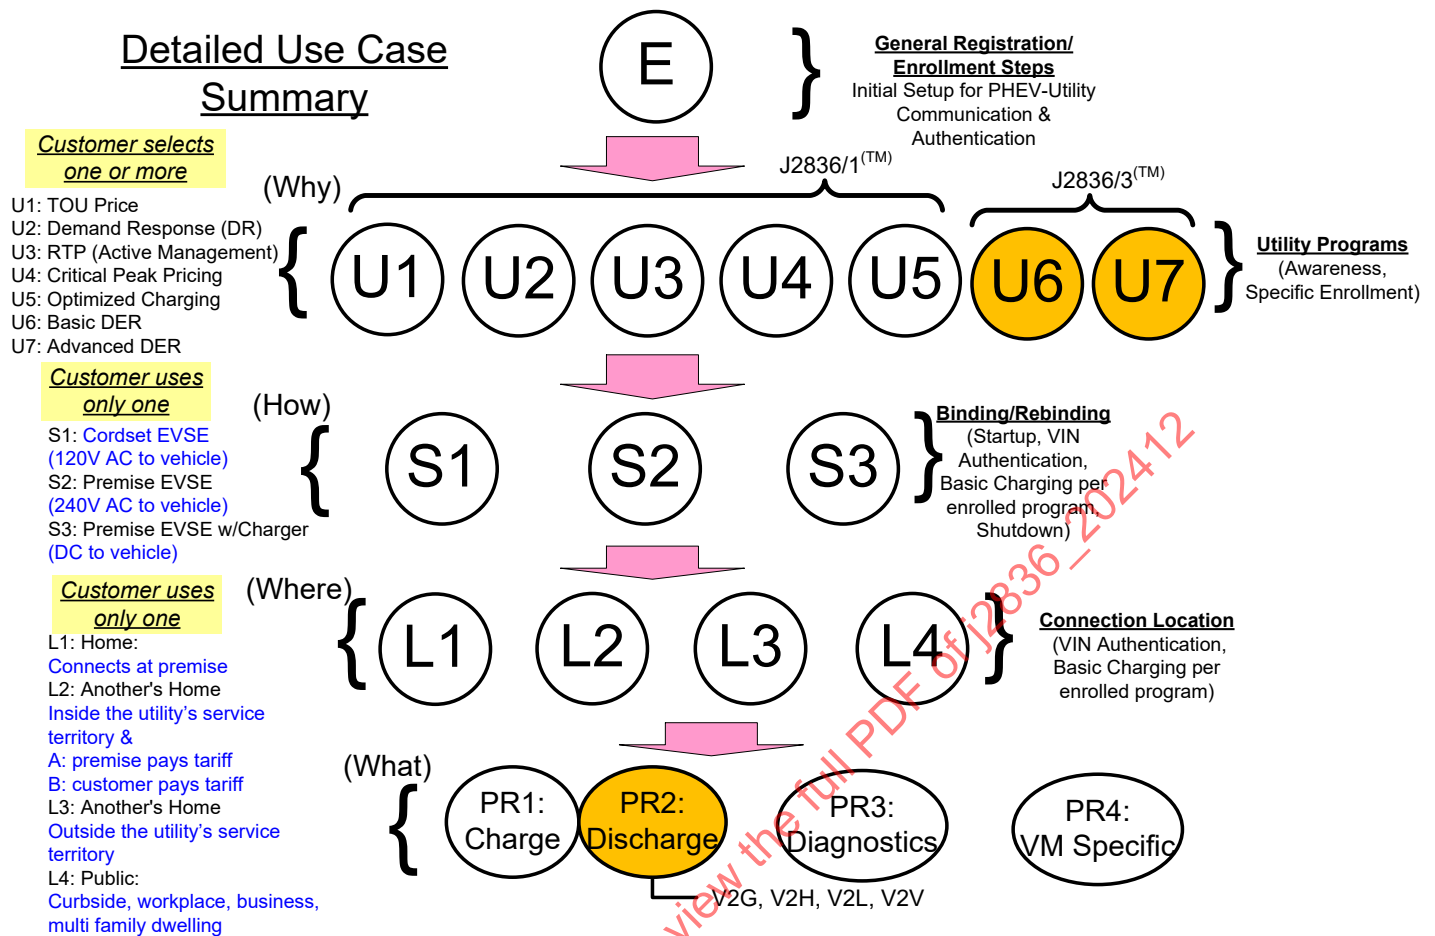 Detailed Use Case
Summary
E
General Registration/
Enrollment Steps
Initial Setup for PHEV-Utility
Communication &
Authentication
Customer selects
one or more
(Why)
J2836/1(TM)
J2836/3(TM)
U1: TOU Price
U2: Demand Response (DR)
U3: RTP (Active Management)
U4: Critical Peak Pricing
U5: Optimized Charging
U6: Basic DER
U7: Advanced DER
U1
U2
U3
U4
U5
U6
U7
Utility Programs
(Awareness,
Specific Enrollment)
Customer uses
only one
(How)
S1: Cordset EVSE
(120V AC to vehicle)
S2: Premise EVSE
(240V AC to vehicle)
S3: Premise EVSE w/Charger
(DC to vehicle)
S1
S2
S3
Binding/Rebinding
(Startup, VIN
Authentication,
Basic Charging per
enrolled program,
Shutdown)
Customer uses
only one
(Where)
L1: Home:
Connects at premise
L2: Another's Home
Inside the utility's service
territory &
A: premise pays tariff
B: customer pays tariff
L3: Another's Home
Outside the utility's service
territory
L4: Public:
Curbside, workplace, business,
multi family dwelling
L1
L2
L3
L4
Connection Location
(VIN Authentication,
Basic Charging per
enrolled program)
(What)
PR1:
Charge
PR2:
Discharge
PR3:
Diagnostics
PR4:
VM Specific
V2G, V2H, V2L, V2V
view the full PDF of j2836_202412